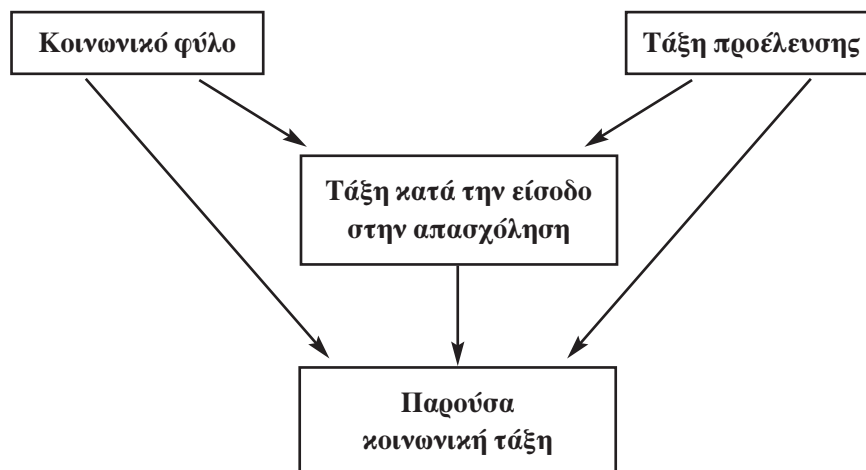 Κοινωνικό φύλο
Τάξη προέλευσης
Τάξη κατά την είσοδο
στην απασχόληση
Παρούσα
κοινωνική τάξη